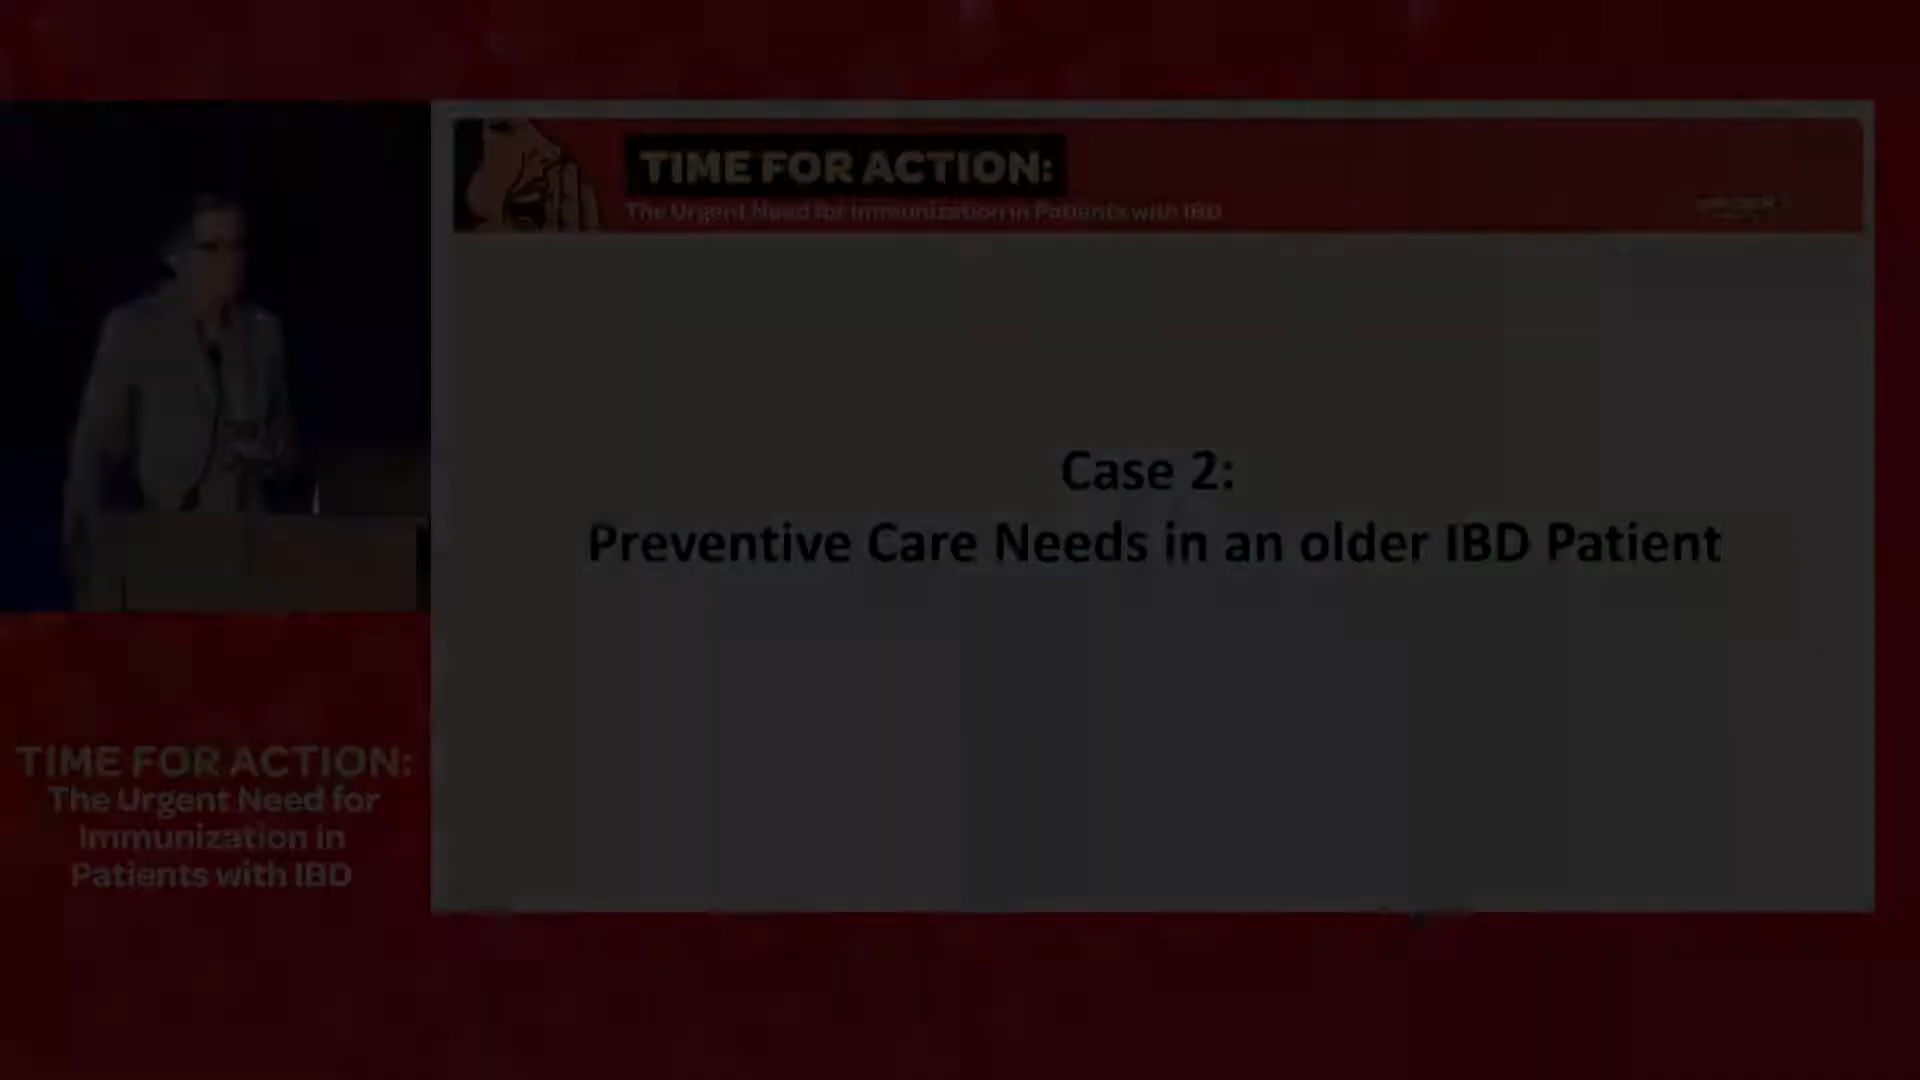 TIME FOR ACTION:
The Urgent Need for Immunization in Patients with IBD
Case 2:
Preventive Care Needs in an older IBD Patient
TIME FOR ACTION:
The Urgent Need for
Immunization in
Patients with IBD